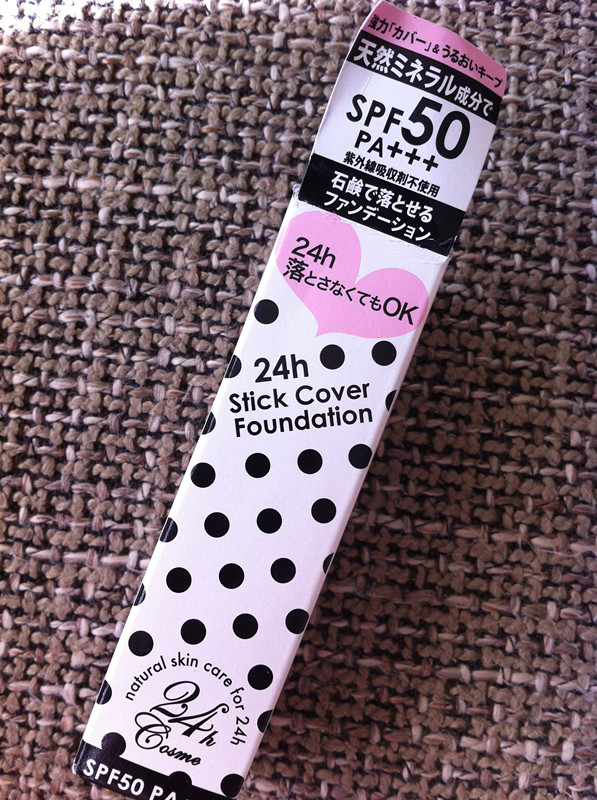 強力「カバー」&うるおいキープ
天然ミネラル成分で
SPF50
PA+++
紫外線吸収剤不使用
石鹸で落とせる
ファンデーション
24h
落とさなくてもOK
24h
Stick Cover
Foundation
natural skin care for 24h
24h
Cosme
SPF50 PA